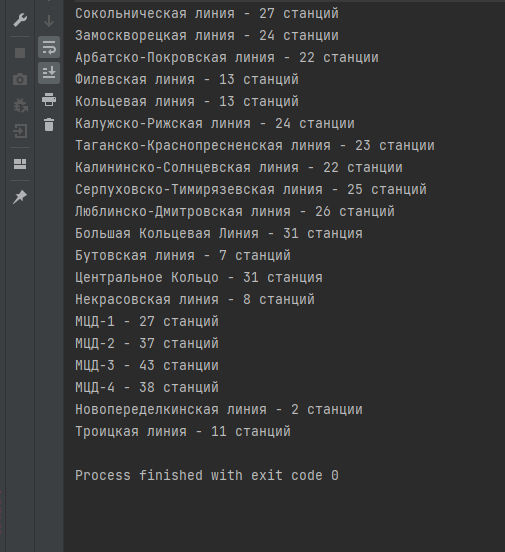 Сокольническая линия - 27 станций
Замоскворецкая линия - 24 станции
Арбатско-Покровская линия - 22 станции
Филевская линия - 13 станций
Кольцевая линия - 13 станций
Калужско-Рижская линия - 24 станции
Таганско-Краснопресненская линия - 23 станции
Калининско-Солнцевская линия - 22 станции
Серпуховско-Тимирязевская линия - 25 станций
Люблинско-Дмитровская линия - 26 станций
Большая Кольцевая Линия - 31 станция
Бутовская линия - 7 станций
Центральное Кольцо - 31 станция
Некрасовская линия - 8 станций
МЦД-1 - 27 станций
МЦД-2 - 37 станций
МЦД-3 - 43 станций
МЦД-4 - 38 станций
Новопеределкинская линия - 2 станции
Троицкая линия - 11 станций
Process finished with exit code 0